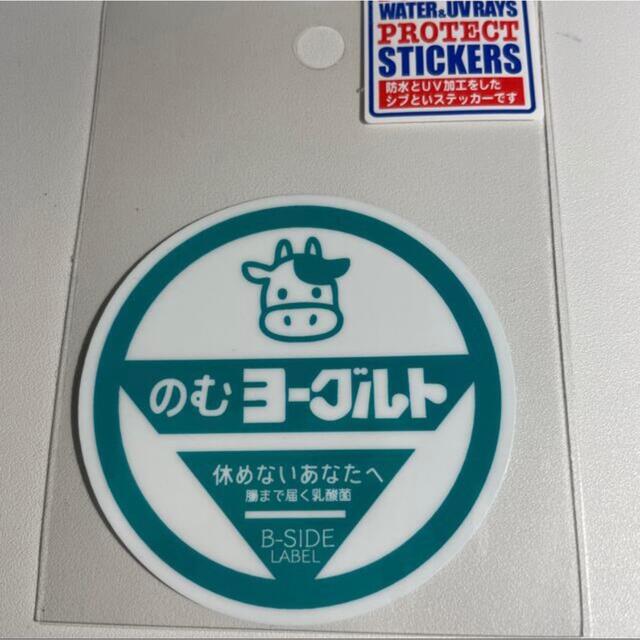 WATER&UV RAYS
PROTECT
STICKERS
防水とUV加工をした
シブといステッカーです
のむヨーグルト
休めないあなたへ
腸まで届く乳酸菌
B-SIDE
LABEL